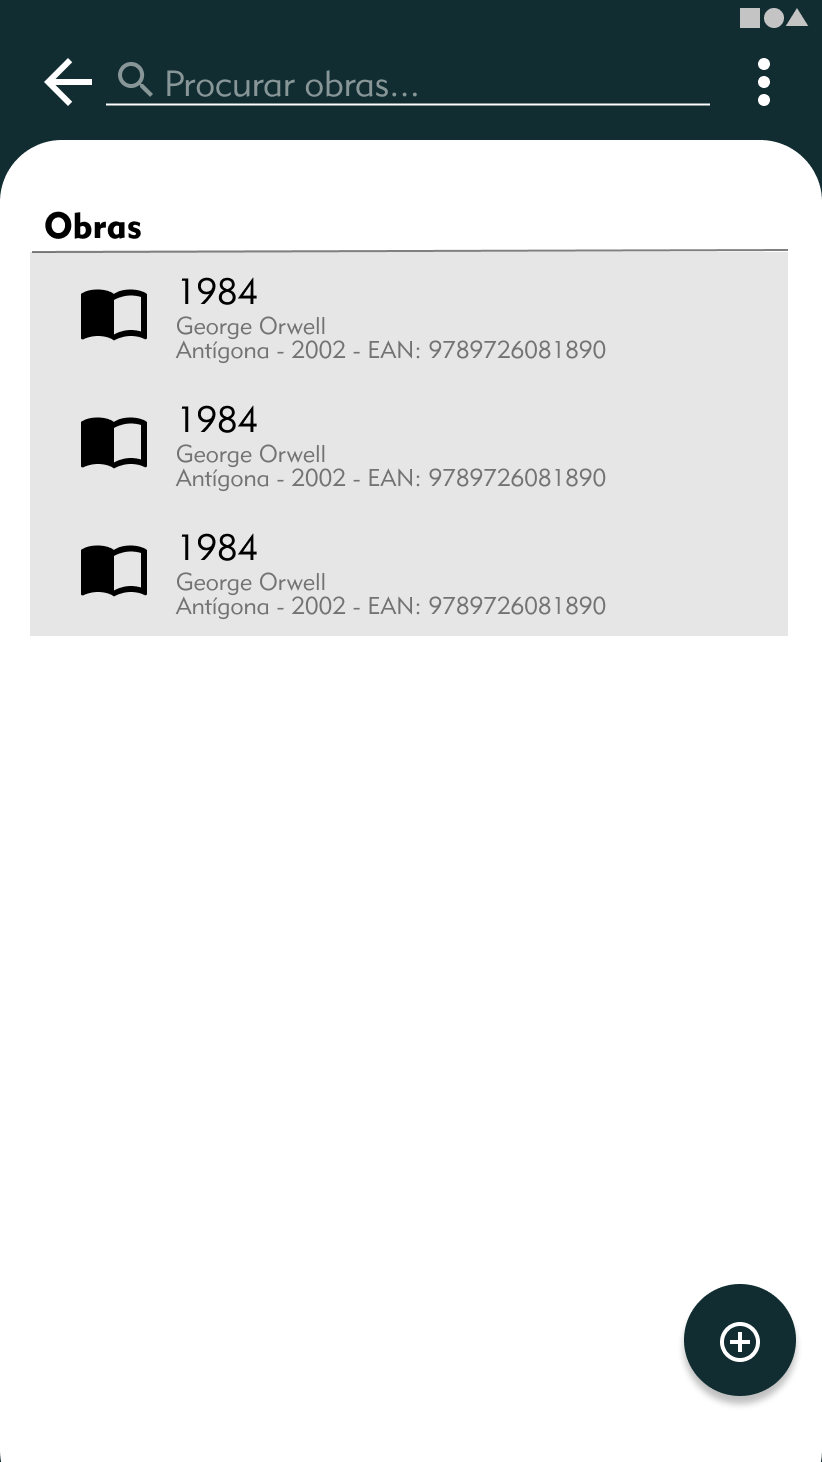 Procurar obras...
Obras
1984
George Orwell
Antígona - 2002 - EAN: 9789726081890
1984
George Orwell
Antígona - 2002 - EAN: 9789726081890
1984
George Orwell
Antígona - 2002 - EAN: 9789726081890